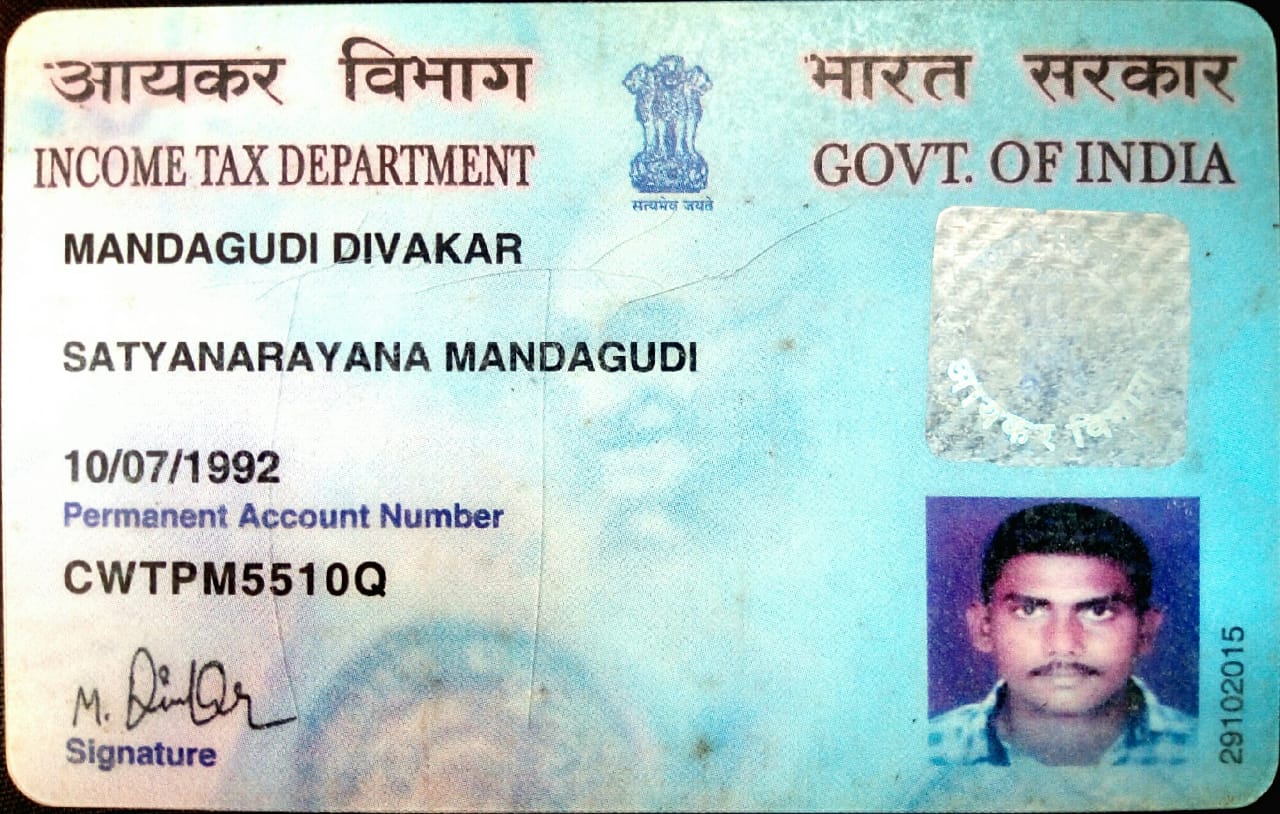 आयकर विभाग
भारत सरकार
INCOME TAX DEPARTMENT
GOVT. OF INDIA
सत्यमेव जयते
MANDAGUDI DIVAKAR
SATYANARAYANA MANDAGUDI
10/07/1992
Permanent Account Number
CWTPM5510Q
आयकर विभाग
M.
Signature
29102015